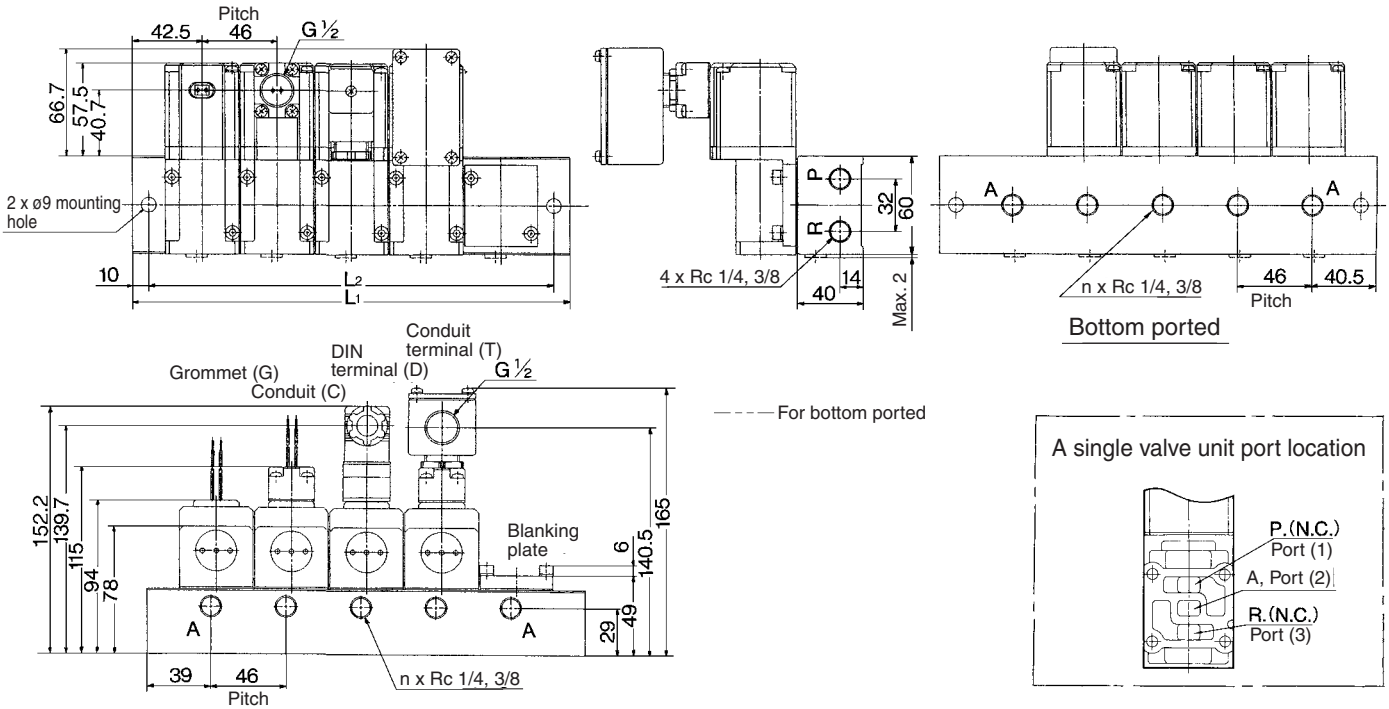 Pitch
42.5
46
G ½
66.7
57.5
40.7
2 x ø9 mounting
hole
10
L2
L1
P
R
32
60
4 x Rc 1/4, 3/8
14
40
Max. 2
A
A
n x Rc 1/4, 3/8
46
40.5
Pitch
Bottom ported
Grommet (G)
Conduit (C)
DIN
terminal (D)
Conduit
terminal (T)
G ½
For bottom ported
152.2
139.7
115
94
78
Blanking
plate
6
49
29
140.5
165
A
A
39
46
Pitch
n x Rc 1/4, 3/8
A single valve unit port location
P.(N.C.)
Port (1)
A, Port (2)
R.(N.C.)
Port (3)